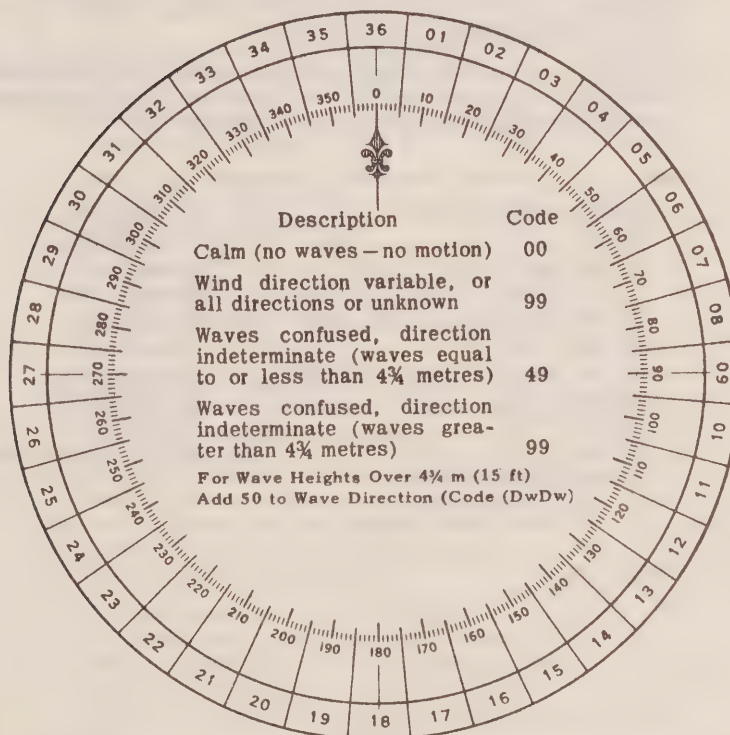 36 01 02 03 04 05 06 07 08 09 10 11 12 13 14 15 16 17 18 19 20 21 22 23 24 25 26 27 28 29 30 31 32 33 34 35
0 10 20 30 40 50 60 70 80 90 100 110 120 130 140 150 160 170 180 190 200 210 220 230 240 250 260 270 280 290 300 310 320 330 340 350
Description Code
Calm (no waves — no motion) 00
Wind direction variable, or
all directions or unknown 99
Waves confused, direction
indeterminate (waves equal
to or less than 4¾ metres) 49
Waves confused, direction
indeterminate (waves grea-
ter than 4¾ metres) 99
For Wave Heights Over 4¾ m (15 ft)
Add 50 to Wave Direction (Code (DwDw)